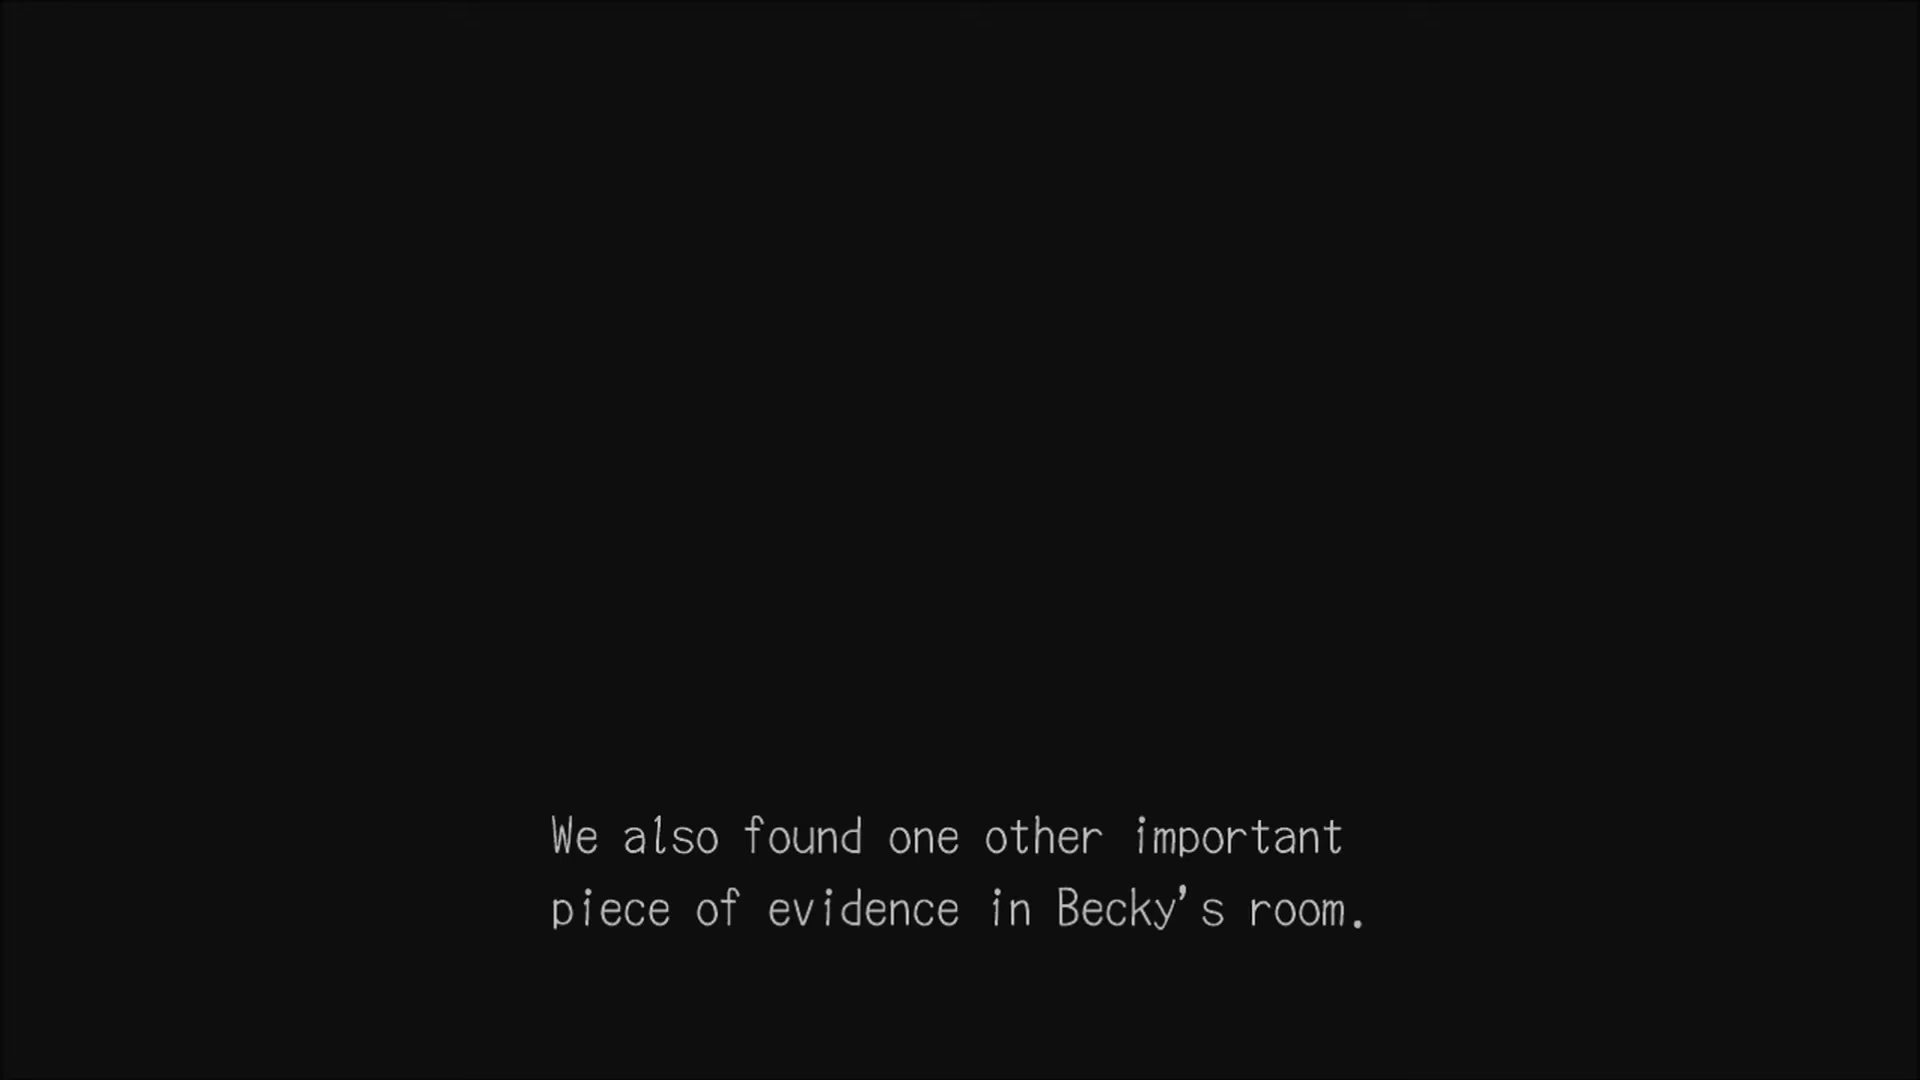 We also found one other important
piece of evidence in Becky's room.